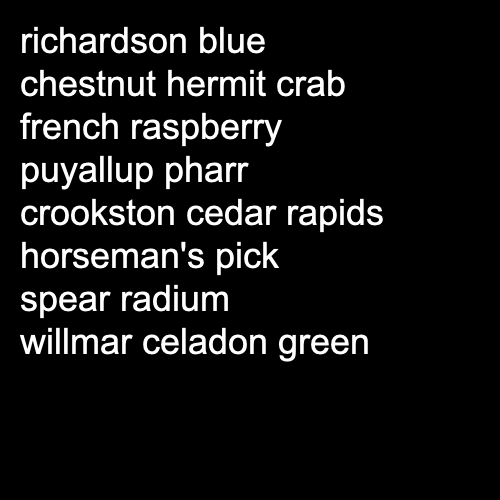 richardson blue
chestnut hermit crab
french raspberry
puyallup pharr
crookston cedar rapids
horseman's pick
spear radium
willmar celadon green